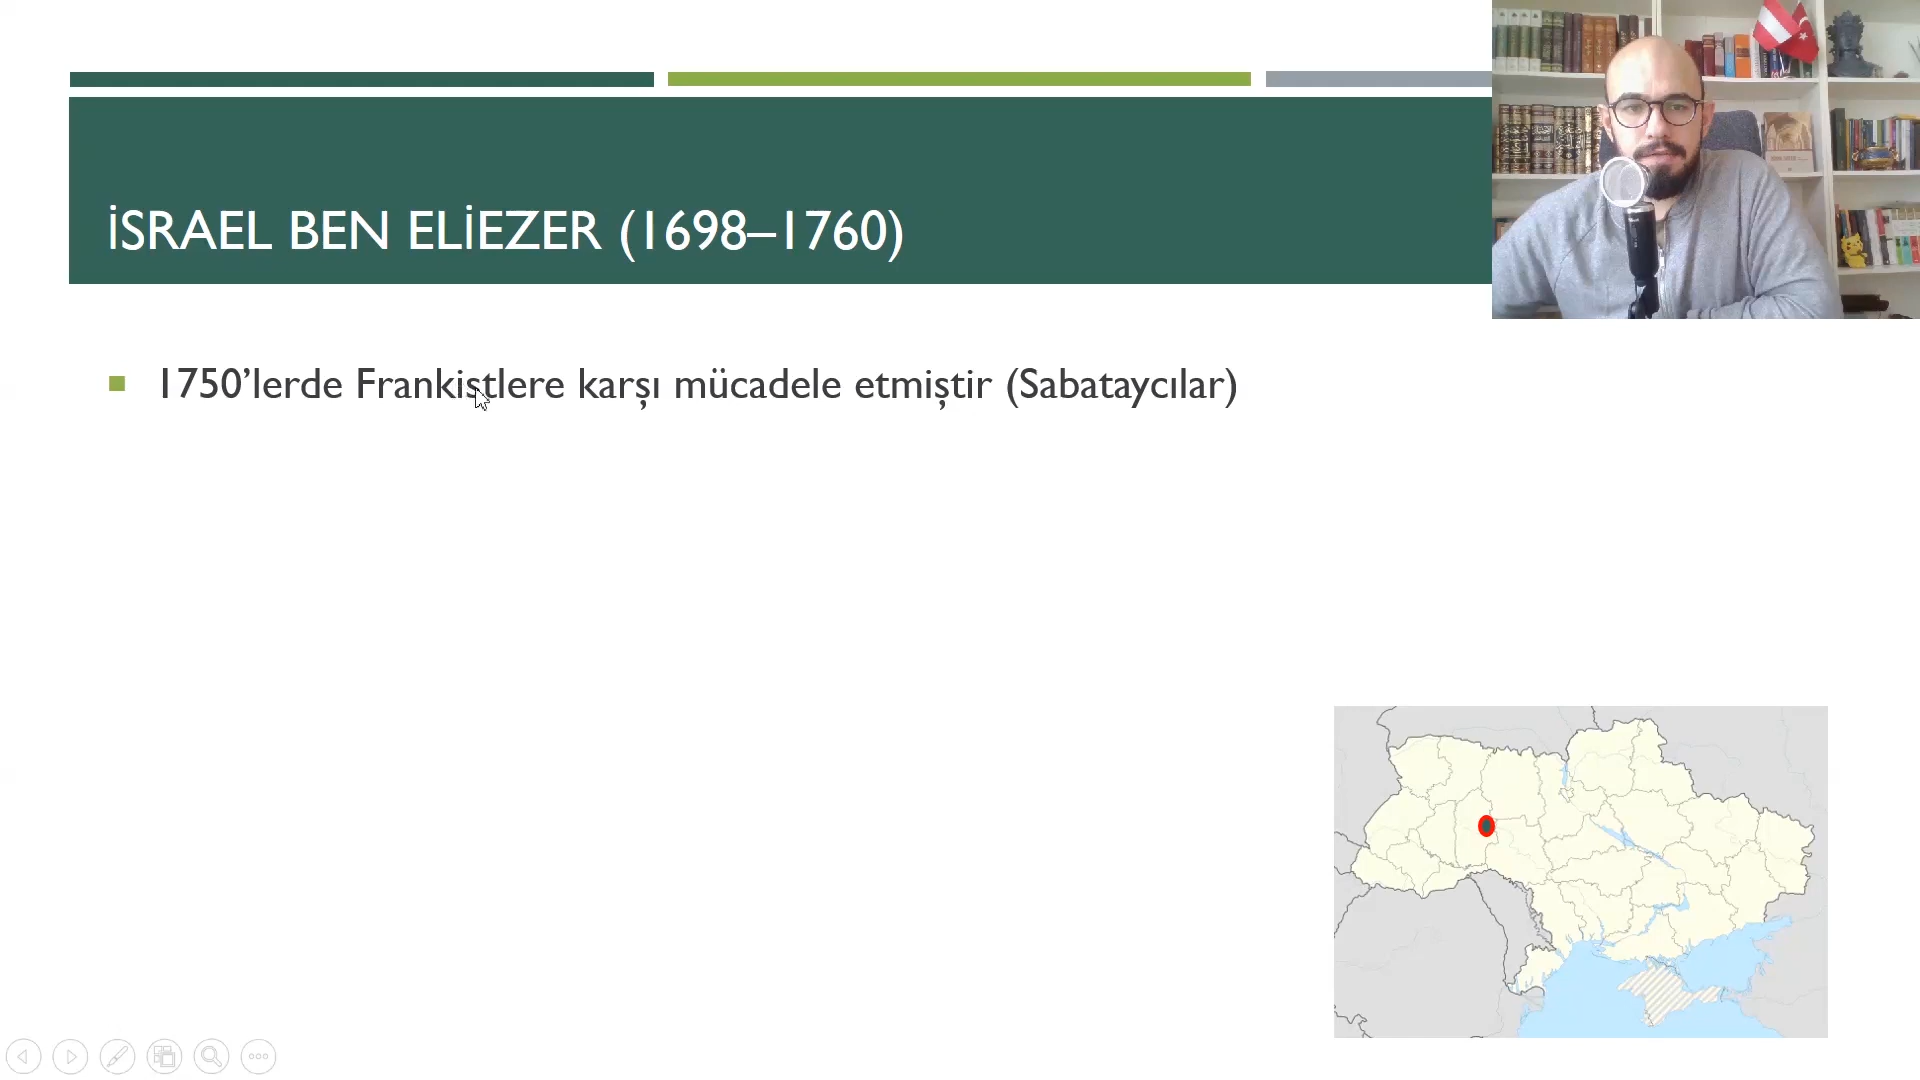 İSRAEL BEN ELİEZER (1698–1760)
1750’lerde Frankistlere karşı mücadele etmiştir (Sabataycılar)